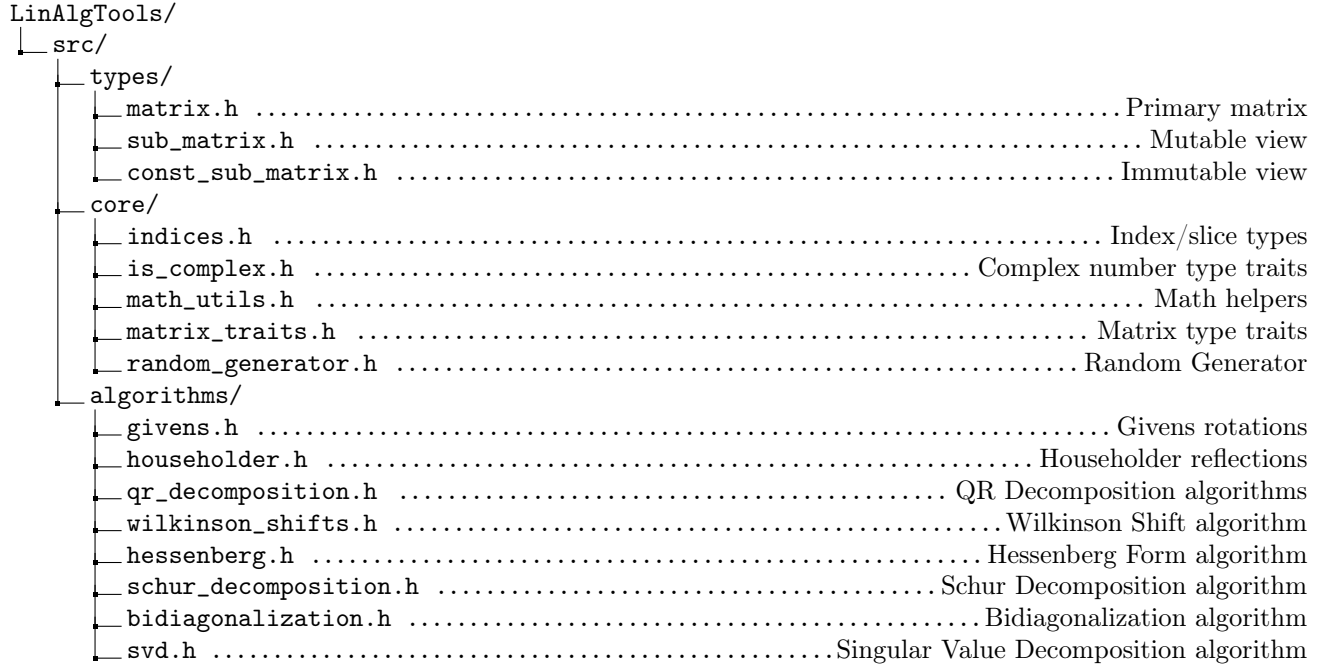 LinAlgTools/
src/
types/
matrix.h ........................................................................ Primary matrix
sub_matrix.h ..................................................................... Mutable view
const_sub_matrix.h ............................................................ Immutable view
core/
indices.h ..................................................................... Index/slice types
is_complex.h ....................................................... Complex number type traits
math_utils.h ..................................................................... Math helpers
matrix_traits.h ............................................................. Matrix type traits
random_generator.h ......................................................... Random Generator
algorithms/
givens.h ....................................................................... Givens rotations
householder.h ........................................................... Householder reflections
qr_decomposition.h .............................................. QR Decomposition algorithms
wilkinson_shifts.h ................................................... Wilkinson Shift algorithm
hessenberg.h .......................................................... Hessenberg Form algorithm
schur_decomposition.h .......................................... Schur Decomposition algorithm
bidiagonalization.h ................................................ Bidiagonalization algorithm
svd.h .................................................... Singular Value Decomposition algorithm